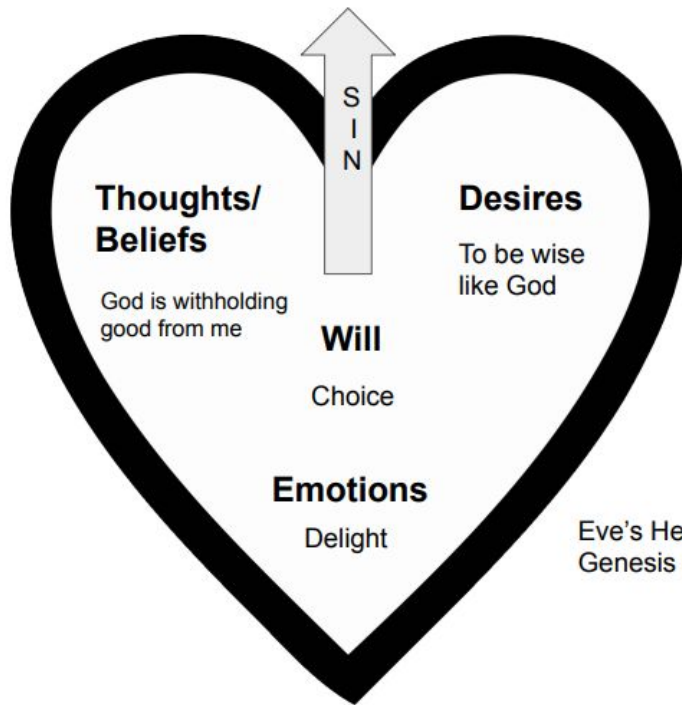 SIN
Thoughts/
Beliefs
God is withholding
good from me
Desires
To be wise
like God
Will
Choice
Emotions
Delight
Eve's
Genesis